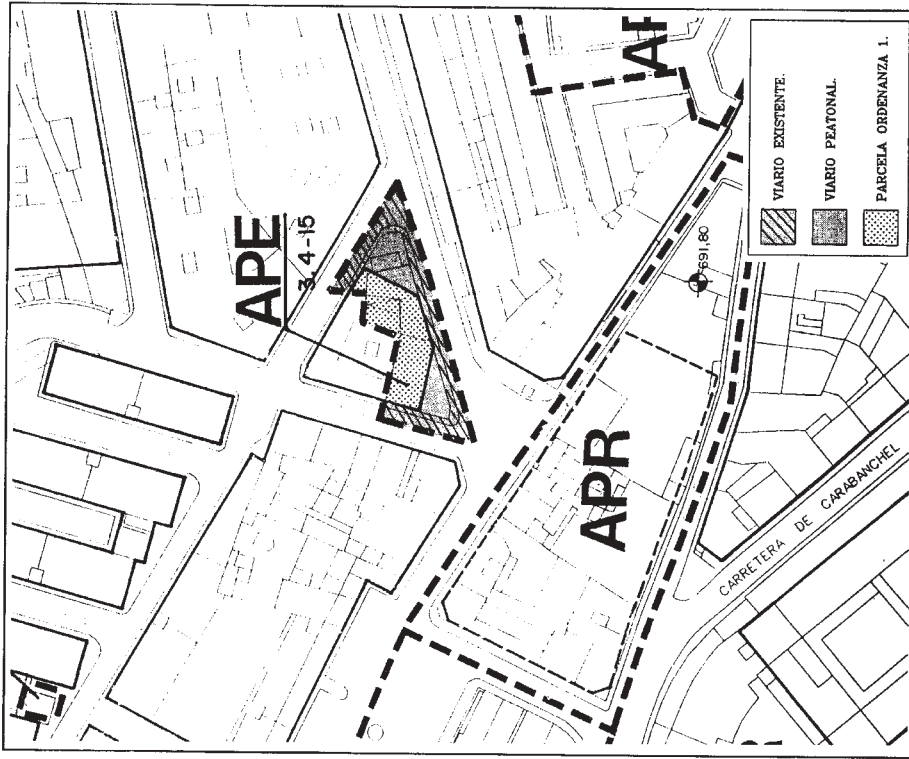 APE
3. 4-15
AP
691,80
APR
CARRETERA DE CARABANCHEL
VIARIO EXISTENTE.
VIARIO PEATONAL.
PARCELA ORDENANZA 1.